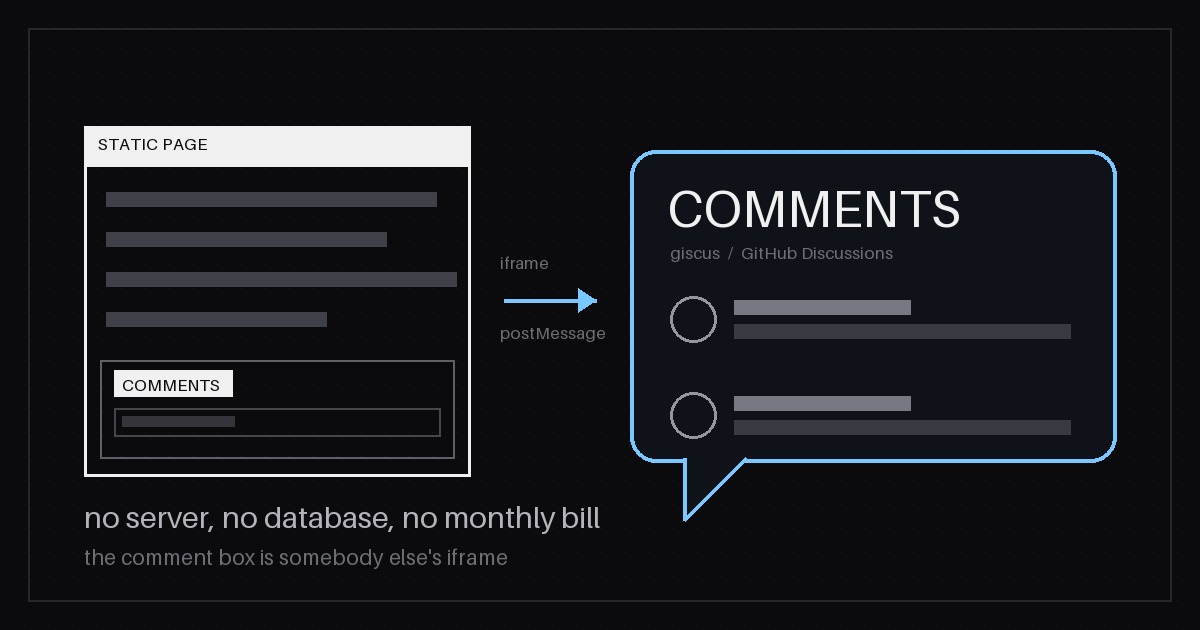 STATIC PAGE
COMMENTS
iframe
postMessage
COMMENTS
giscus / GitHub Discussions
no server, no database, no monthly bill
the comment box is somebody else's iframe